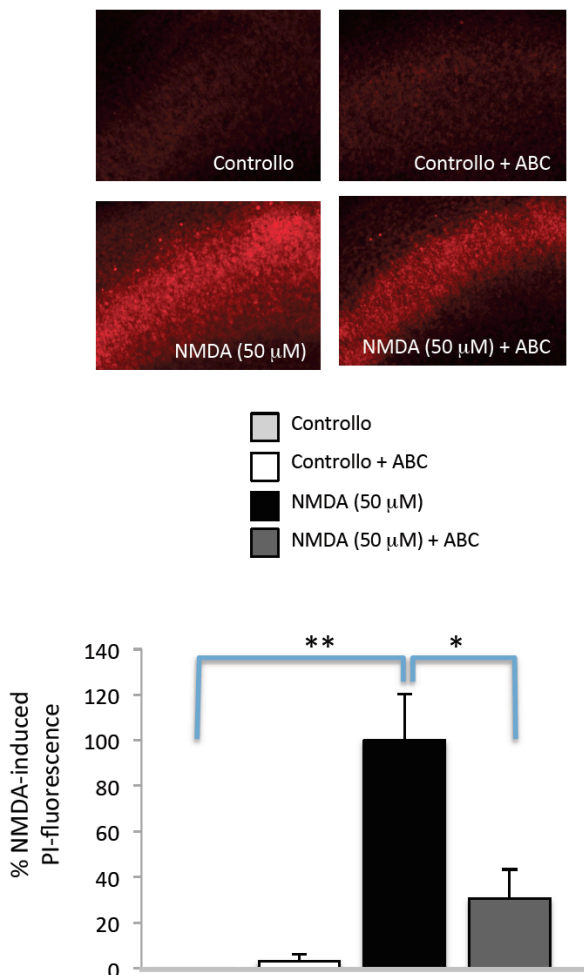 Controllo
Controllo + ABC
NMDA (50 μM)
NMDA (50 μM) + ABC
Controllo
Controllo + ABC
NMDA (50 μM)
NMDA (50 μM) + ABC
** *
% NMDA-induced
PI-fluorescence
140
120
100
80
60
40
20
0